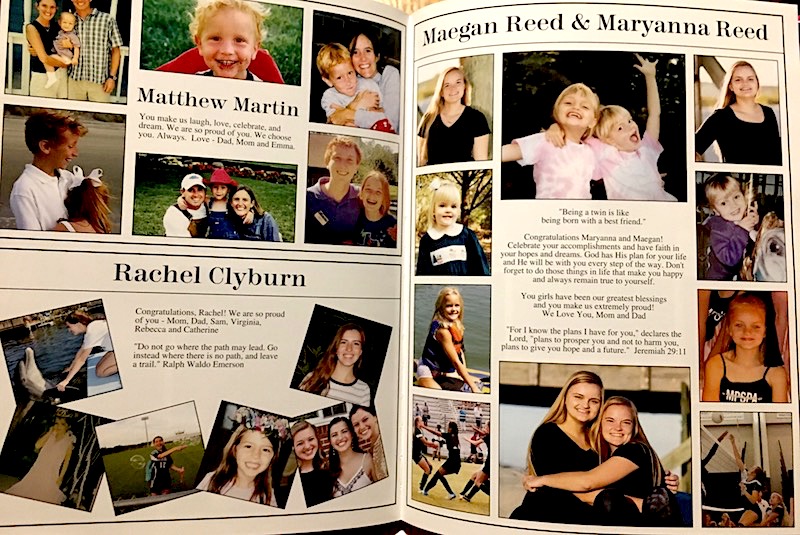 Matthew Martin
You make us laugh, love, celebrate, and
dream. We are so proud of you. We choose
you. Always. Love - Dad, Mom and Emma.
Rachel Clyburn
Congratulations, Rachel! We are so proud
of you - Mom, Dad, Sam, Virginia,
Rebecca and Catherine
"Do not go where the path may lead. Go
instead where there is no path, and leave
a trail." Ralph Waldo Emerson
Maegan Reed & Maryanna Reed
"Being a twin is like
being born with a best friend."
Congratulations Maryanna and Maegan!
Celebrate your accomplishments and have faith in
your hopes and dreams. God has His plan for your life
and He will be with you every step of the way. Don't
forget to do those things in life that make you happy
and always remain true to yourself.
You girls have been our greatest blessings
and you make us extremely proud!
We Love You, Mom and Dad
"For I know the plans I have for you," declares the
Lord, "plans to prosper you and not to harm you,
plans to give you hope and a future." Jeremiah 29:11
MPSPA